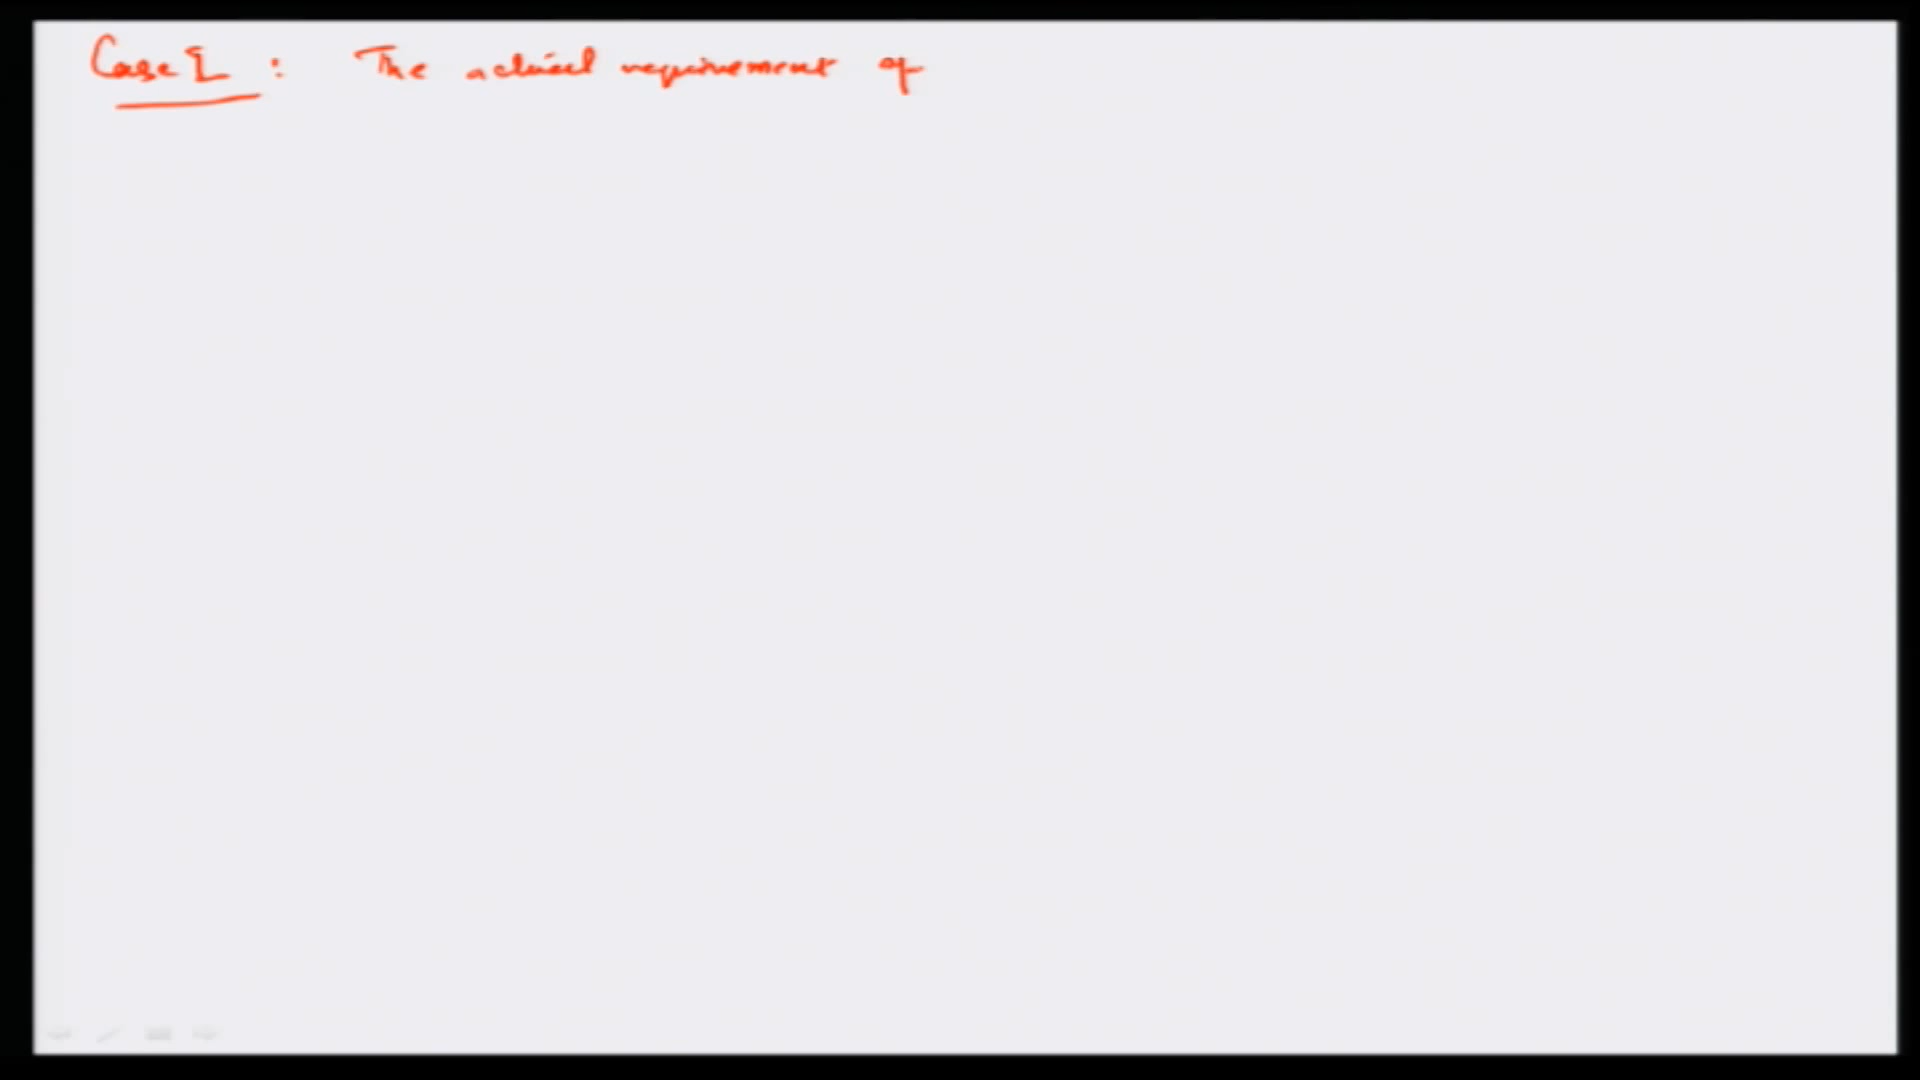 Case I : The actual requirement of